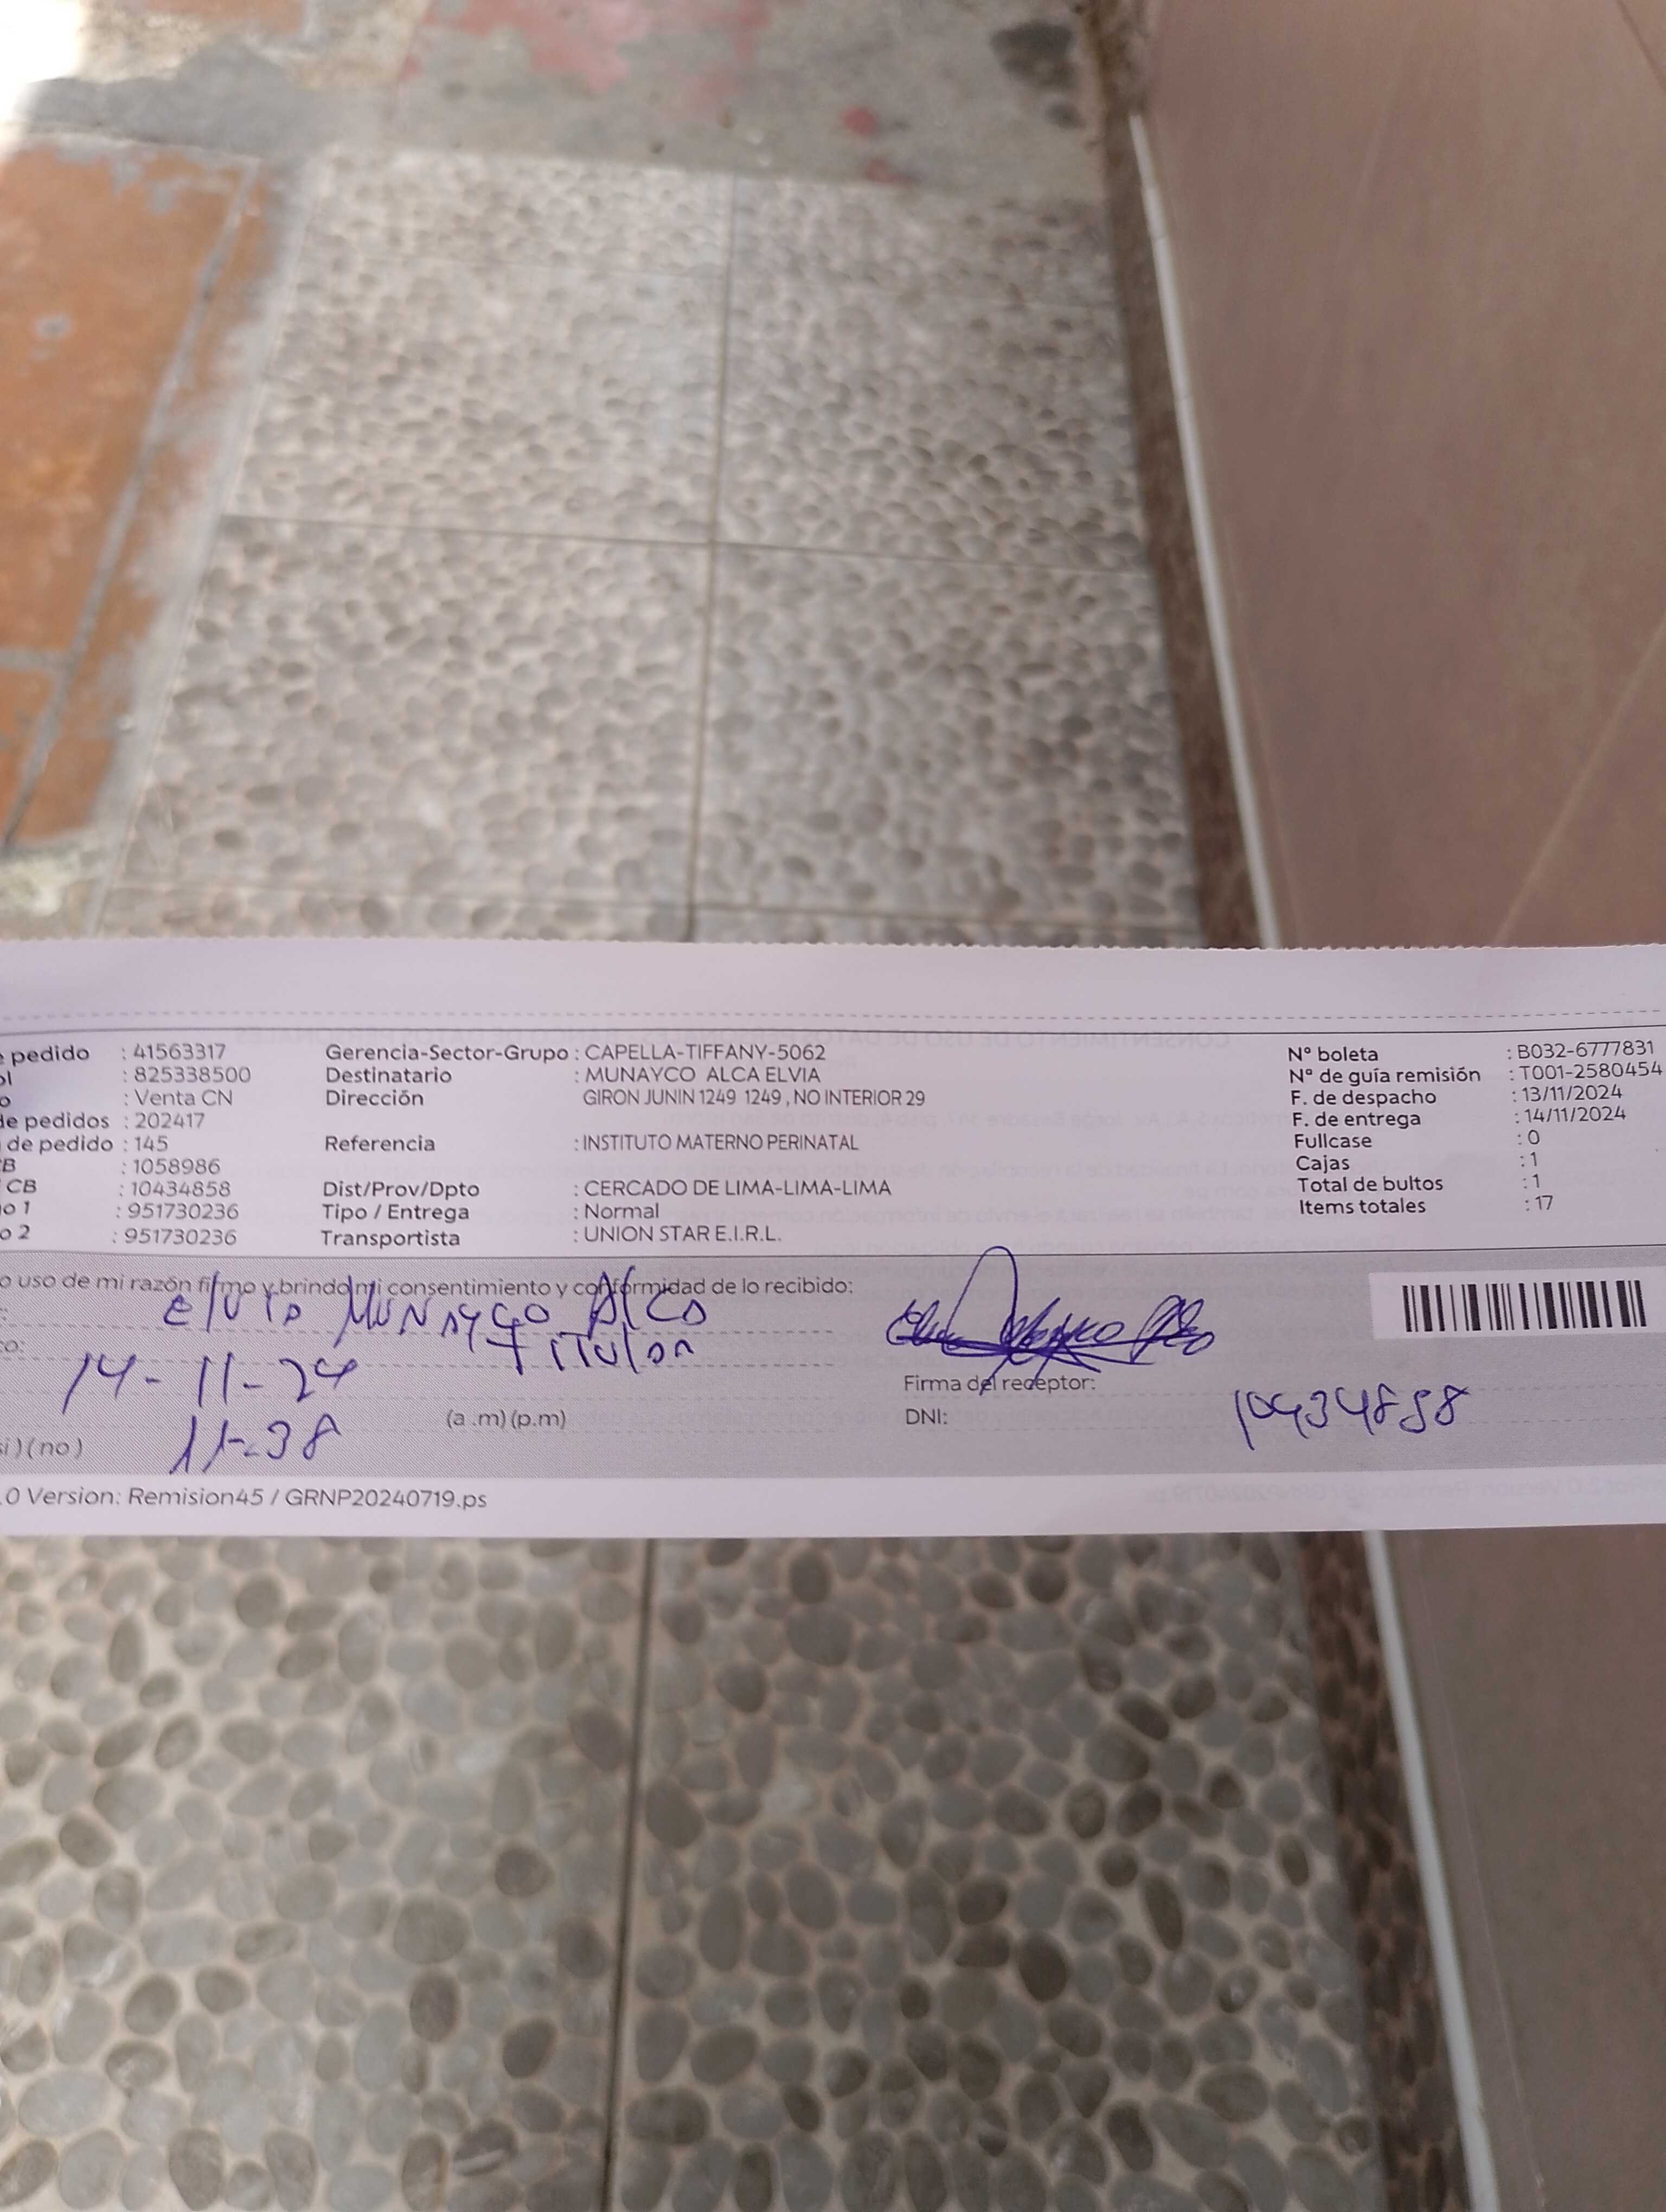 e pedido : 41563317 Gerencia-Sector-Grupo : CAPELLA-TIFFANY-5062 N° boleta : B032-6777831
ol : 825338500 Destinatario : MUNAYCO ALCA ELVIA N° de guía remisión : T001-2580454
o : Venta CN Dirección GIRON JUNIN 1249 1249 , NO INTERIOR 29 F. de despacho : 13/11/2024
de pedidos : 202417 F. de entrega : 14/11/2024
de pedido : 145 Referencia : INSTITUTO MATERNO PERINATAL Fullcase : 0
CB : 1058986 Cajas : 1
CB : 10434858 Dist/Prov/Dpto : CERCADO DE LIMA-LIMA-LIMA Total de bultos : 1
o 1 : 951730236 Tipo / Entrega : Normal Items totales : 17
o 2 : 951730236 Transportista : UNION STAR E.I.R.L.
o uso de mi razón firmo y brindo mi consentimiento y conformidad de lo recibido:
Elvia Munayco Alca
co: Titular
14-11-24 Firma del receptor:
(a .m) (p.m) DNI: 10434858
si ) ( no ) 11-38
.0 Version: Remision45 / GRNP20240719.ps